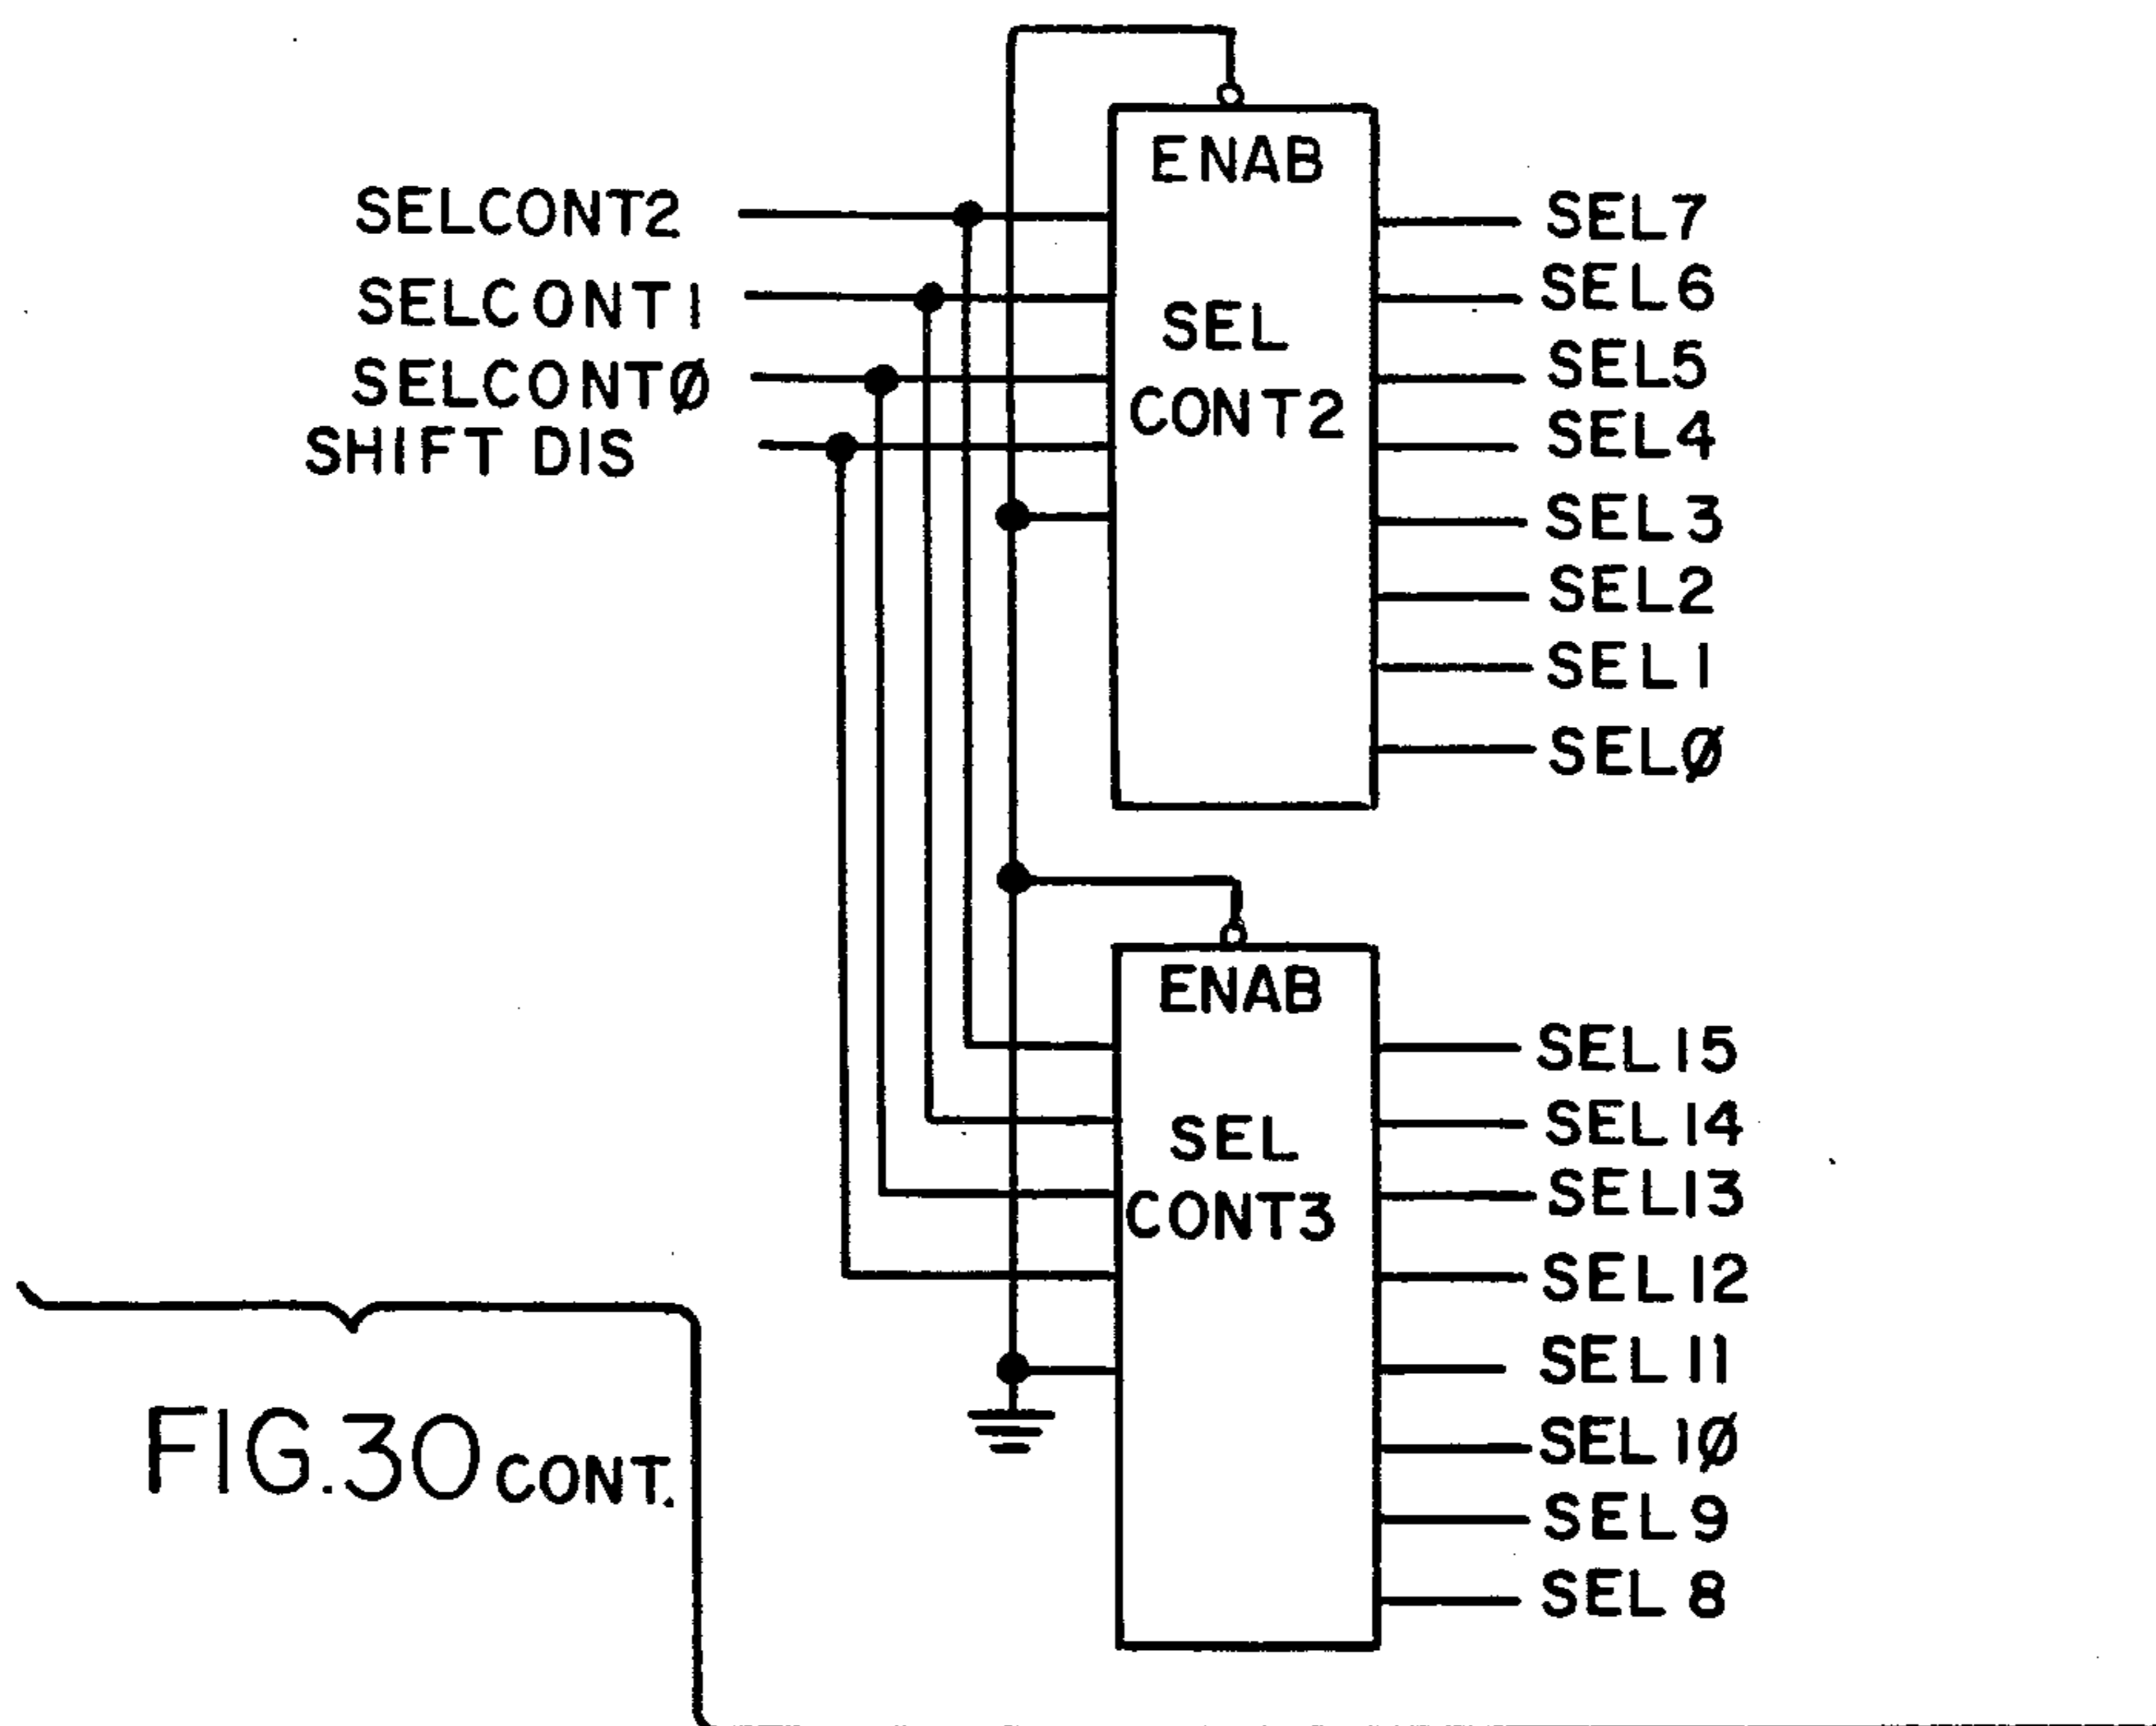 SELCONT2
SELCONT1
SELCONTØ
SHIFT DIS
ENAB
SEL
CONT2
SEL7
SEL6
SEL5
SEL4
SEL3
SEL2
SEL1
SELØ
ENAB
SEL
CONT3
SEL15
SEL14
SEL13
SEL12
SEL11
SEL1Ø
SEL9
SEL8
FIG.30 CONT.